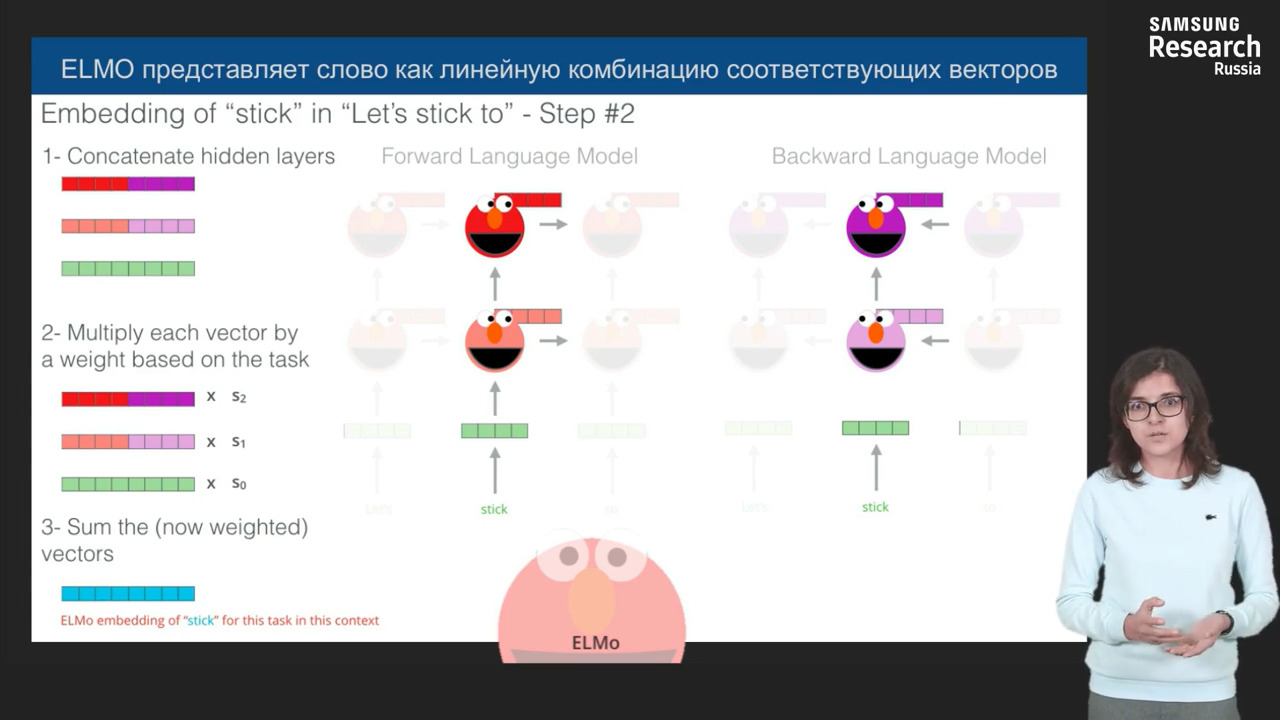 SAMSUNG
Research
Russia
ELMO представляет слово как линейную комбинацию соответствующих векторов
Embedding of “stick” in “Let’s stick to” - Step #2
1- Concatenate hidden layers
Forward Language Model
Backward Language Model
2- Multiply each vector by
a weight based on the task
x s2
x s1
x s0
Let's
stick
to
Let's
stick
to
3- Sum the (now weighted)
vectors
ELMo embedding of “stick” for this task in this context
ELMo